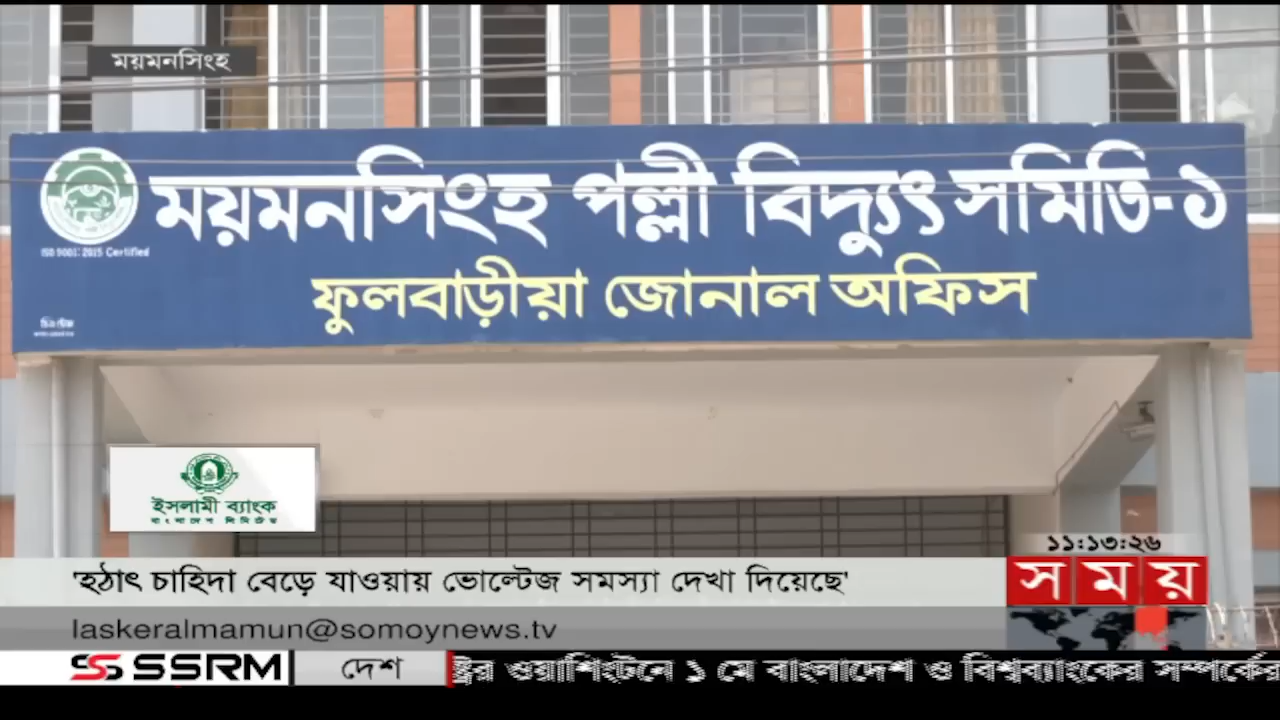 ময়মনসিংহ
ময়মনসিংহ পল্লী বিদ্যুৎ সমিতি-১
ISO 9001: 2015 Certified
ফুলবাড়ীয়া জোনাল অফিস
ইসলামী ব্যাংক
বাংলাদেশ লিমিটেড
১১:১৩:২৬
'হঠাৎ চাহিদা বেড়ে যাওয়ায় ভোল্টেজ সমস্যা দেখা দিয়েছে'
সময়
laskeralmamun@somoynews.tv
SSRM দেশ ষ্ট্রর ওয়াশিংটনে ১ মে বাংলাদেশ ও বিশ্বব্যাংকের সম্পর্কের